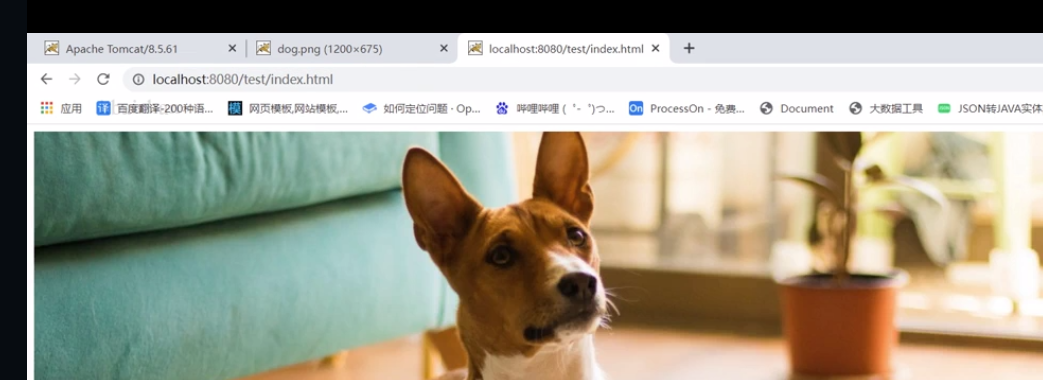 Apache Tomcat/8.5.61 dog.png (1200×675) localhost:8080/test/index.html
localhost:8080/test/index.html
应用 百度翻译-200种语... 网页模板,网站模板,... 如何定位问题 · Op... 哔哩哔哩 ( ゜- ゜)つ... ProcessOn - 免费... Document 大数据工具 JSON转JAVA实体